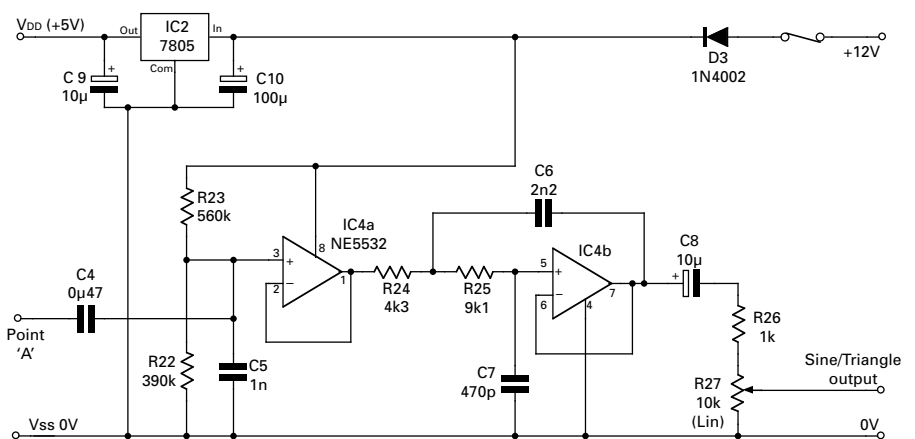 VDD (+5V)
Out
IC2
7805
In
Com
+
C 9
10µ
+
C10
100µ
D3
1N4002
+12V
R23
560k
C6
2n2
IC4a
NE5532
8
3
+
2
−
1
IC4b
5
+
6
−
7
4
C8
10µ
+
C4
0µ47
R24
4k3
R25
9k1
R26
1k
Point
'A'
R22
390k
C5
1n
C7
470p
R27
10k
(Lin)
Sine/Triangle
output
Vss 0V
0V